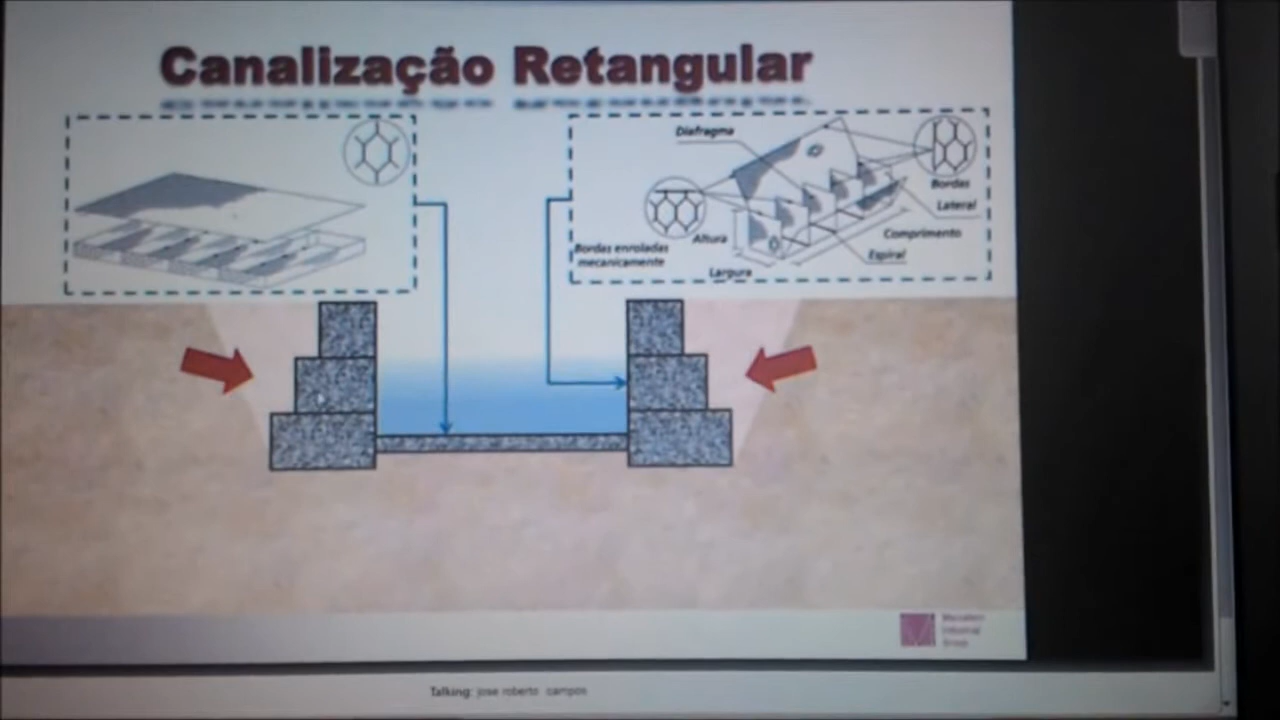 Canalização Retangular
Diafragma
Bordas
Lateral
Comprimento
Espiral
Altura
Largura
Bordas enroladas
mecanicamente
Talking: jose roberto campos